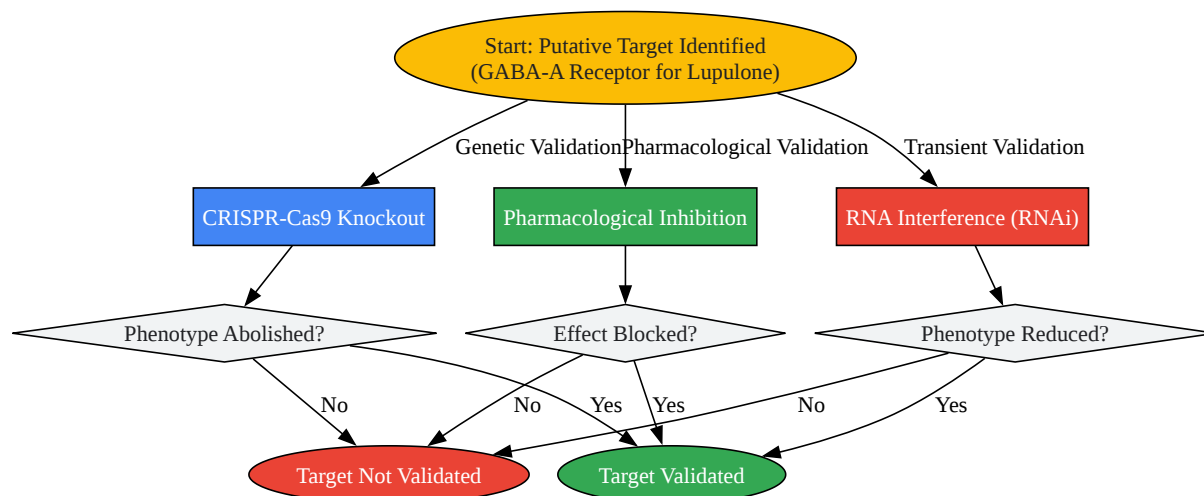 Start: Putative Target Identified
(GABA-A Receptor for Lupulone)
Genetic Validation
Pharmacological Validation
Transient Validation
CRISPR-Cas9 Knockout
Pharmacological Inhibition
RNA Interference (RNAi)
Phenotype Abolished?
Effect Blocked?
Phenotype Reduced?
No
No
Yes
Yes
No
Yes
Target Not Validated
Target Validated